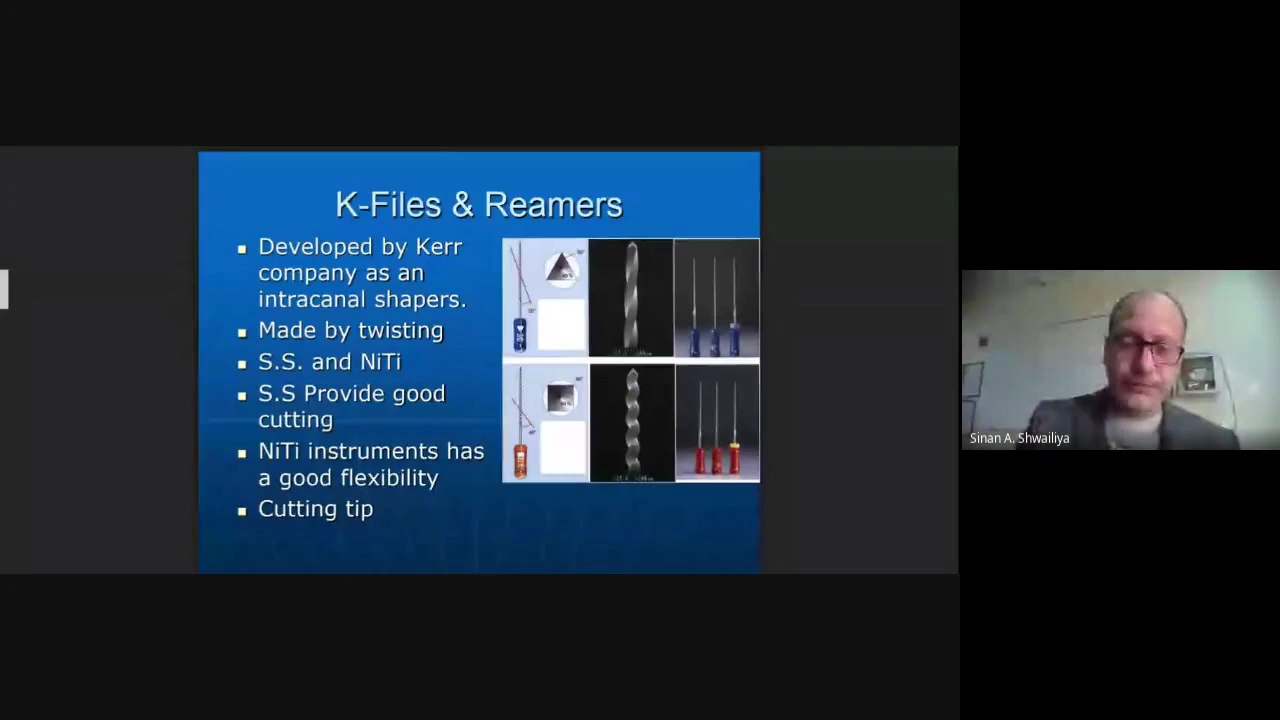 K-Files & Reamers
Developed by Kerr
company as an
intracanal shapers.
Made by twisting
S.S. and NiTi
S.S Provide good
cutting
NiTi instruments has
a good flexibility
Cutting tip
Sinan A. Shwailiya